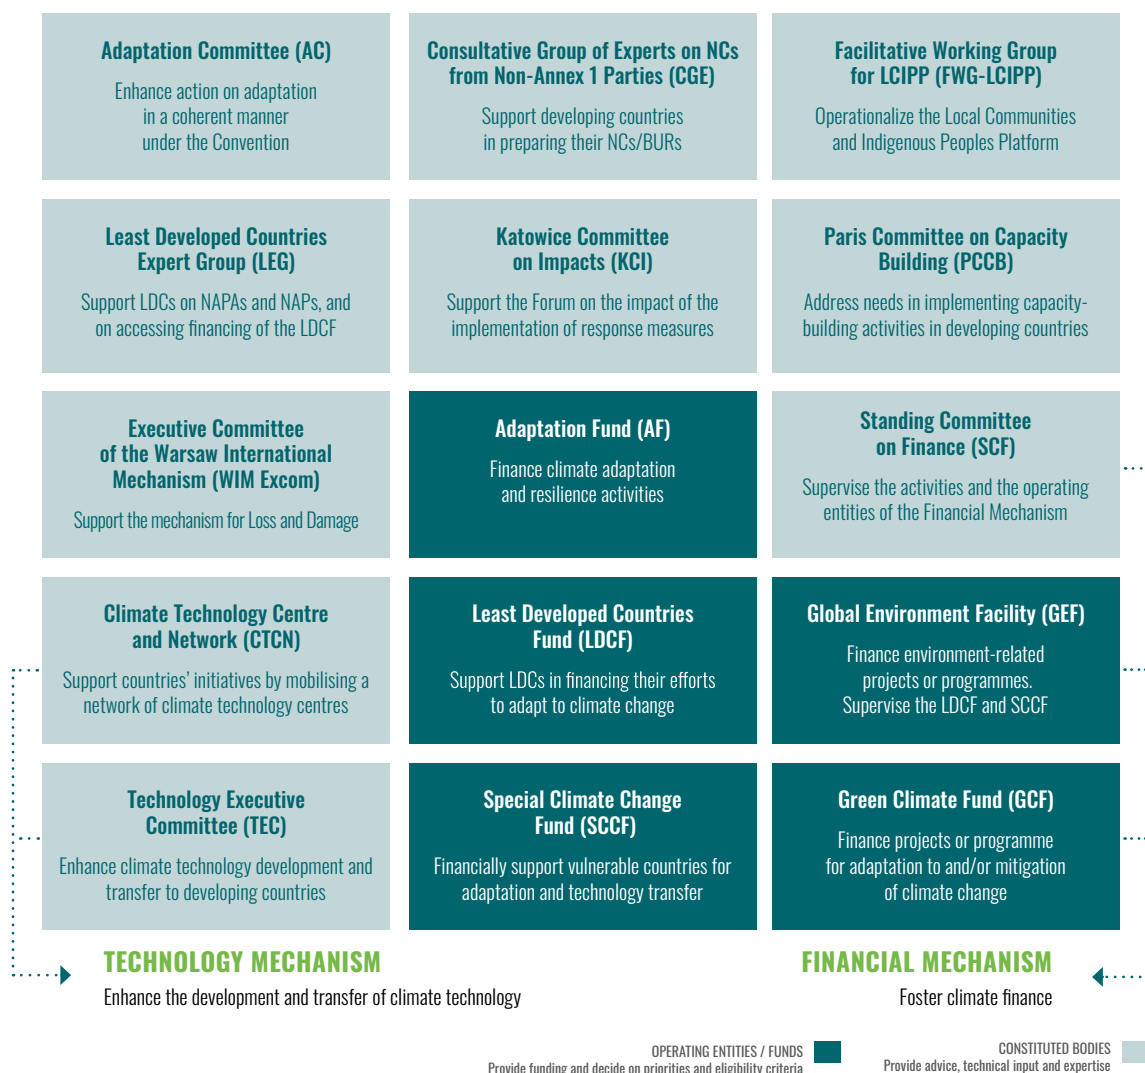 Adaptation Committee (AC)
Enhance action on adaptation
in a coherent manner
under the Convention
Consultative Group of Experts on NCs
from Non-Annex 1 Parties (CGE)
Support developing countries
in preparing their NCs/BURs
Facilitative Working Group
for LCIPP (FWG-LCIPP)
Operationalize the Local Communities
and Indigenous Peoples Platform
Least Developed Countries
Expert Group (LEG)
Support LDCs on NAPAs and NAPs, and
on accessing financing of the LDCF
Katowice Committee
on Impacts (KCI)
Support the Forum on the impact of the
implementation of response measures
Paris Committee on Capacity
Building (PCCB)
Address needs in implementing capacity-
building activities in developing countries
Executive Committee
of the Warsaw International
Mechanism (WIM Excom)
Support the mechanism for Loss and Damage
Adaptation Fund (AF)
Finance climate adaptation
and resilience activities
Standing Committee
on Finance (SCF)
Supervise the activities and the operating
entities of the Financial Mechanism
Climate Technology Centre
and Network (CTCN)
Support countries' initiatives by mobilising a
network of climate technology centres
Least Developed Countries
Fund (LDCF)
Support LDCs in financing their efforts
to adapt to climate change
Global Environment Facility (GEF)
Finance environment-related
projects or programmes.
Supervise the LDCF and SCCF
Technology Executive
Committee (TEC)
Enhance climate technology development and
transfer to developing countries
Special Climate Change
Fund (SCCF)
Financially support vulnerable countries for
adaptation and technology transfer
Green Climate Fund (GCF)
Finance projects or programme
for adaptation to and/or mitigation
of climate change
TECHNOLOGY MECHANISM
Enhance the development and transfer of climate technology
FINANCIAL MECHANISM
Foster climate finance
OPERATING ENTITIES / FUNDS
Provide funding and decide on priorities and eligibility criteria
CONSTITUTED BODIES
Provide advice, technical input and expertise